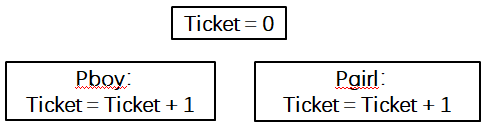 Ticket = 0
Pboy:
Ticket = Ticket + 1
Pgirl:
Ticket = Ticket + 1